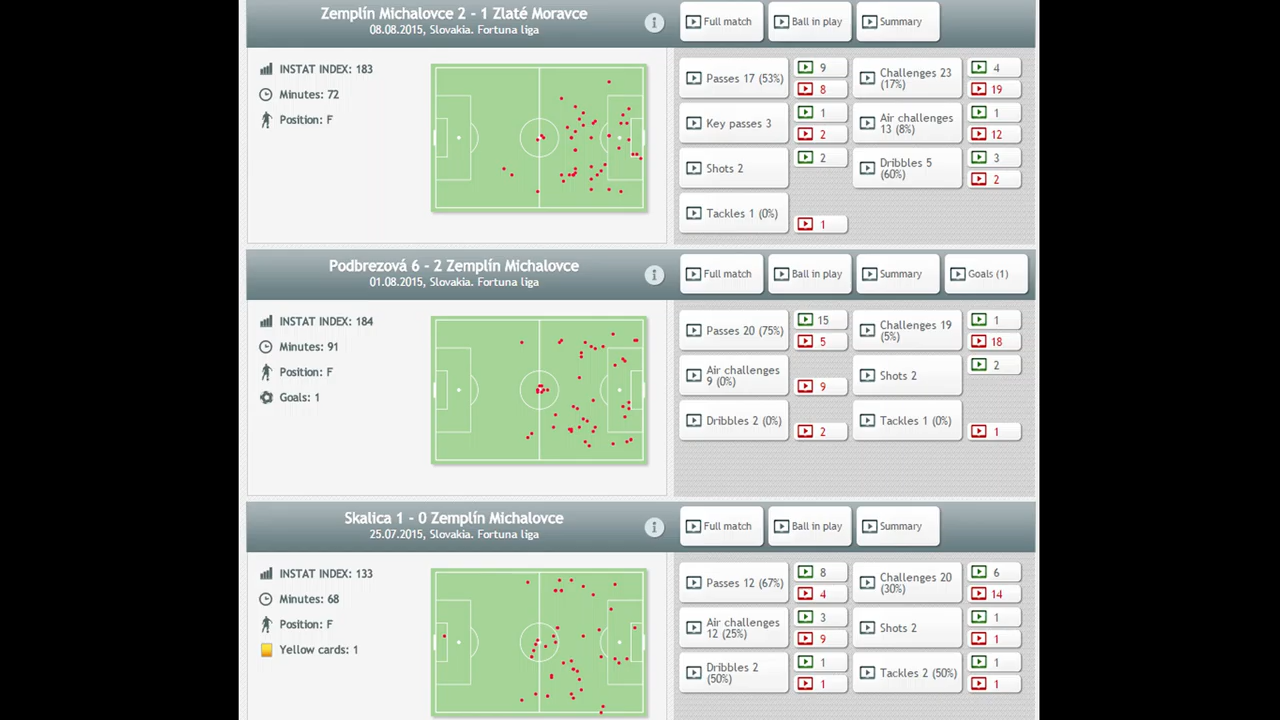 Zemplín Michalovce 2 - 1 Zlaté Moravce
08.08.2015, Slovakia. Fortuna liga
i
Full match
Ball in play
Summary
INSTAT INDEX: 183
Minutes: 72
Position: F
Passes 17 (53%)
9
8
Challenges 23
(17%)
4
19
Key passes 3
1
2
Air challenges
13 (8%)
1
12
Shots 2
2
Dribbles 5
(60%)
3
2
Tackles 1 (0%)
1
Podbrezová 6 - 2 Zemplín Michalovce
01.08.2015, Slovakia. Fortuna liga
i
Full match
Ball in play
Summary
Goals (1)
INSTAT INDEX: 184
Minutes: 91
Position: F
Goals: 1
Passes 20 (75%)
15
5
Challenges 19
(5%)
1
18
Air challenges
9 (0%)
9
Shots 2
2
Dribbles 2 (0%)
2
Tackles 1 (0%)
1
Skalica 1 - 0 Zemplín Michalovce
25.07.2015, Slovakia. Fortuna liga
i
Full match
Ball in play
Summary
INSTAT INDEX: 133
Minutes: 68
Position: F
Yellow cards: 1
Passes 12 (67%)
8
4
Challenges 20
(30%)
6
14
Air challenges
12 (25%)
3
9
Shots 2
1
1
Dribbles 2
(50%)
1
1
Tackles 2 (50%)
1
1